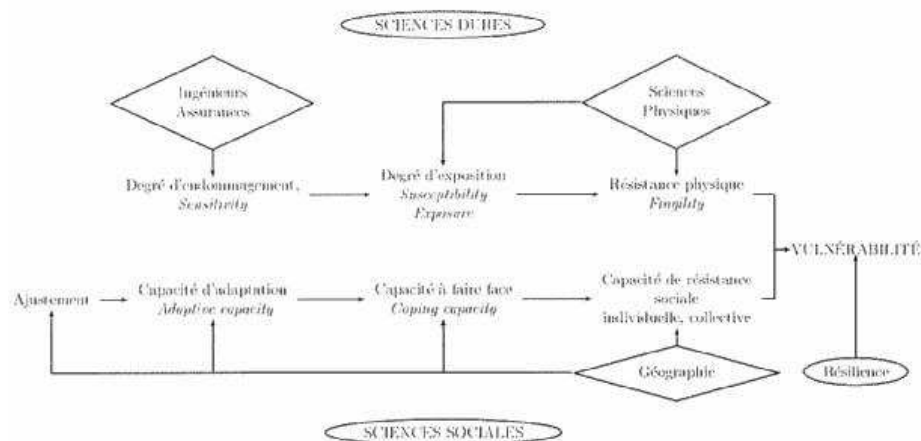 SCIENCES DURES
Ingénieurs
Assurances
Sciences
Physiques
Degré d'endommagement,
Sensitivity
Degré d'exposition
Susceptibility
Exposure
Résistance physique
Fragility
VULNÉRABILITÉ
Ajustement
Capacité d'adaptation
Adaptive capacity
Capacité à faire face
Coping capacity
Capacité de résistance
sociale
individuelle, collective
Géographie
Résilience
SCIENCES SOCIALES